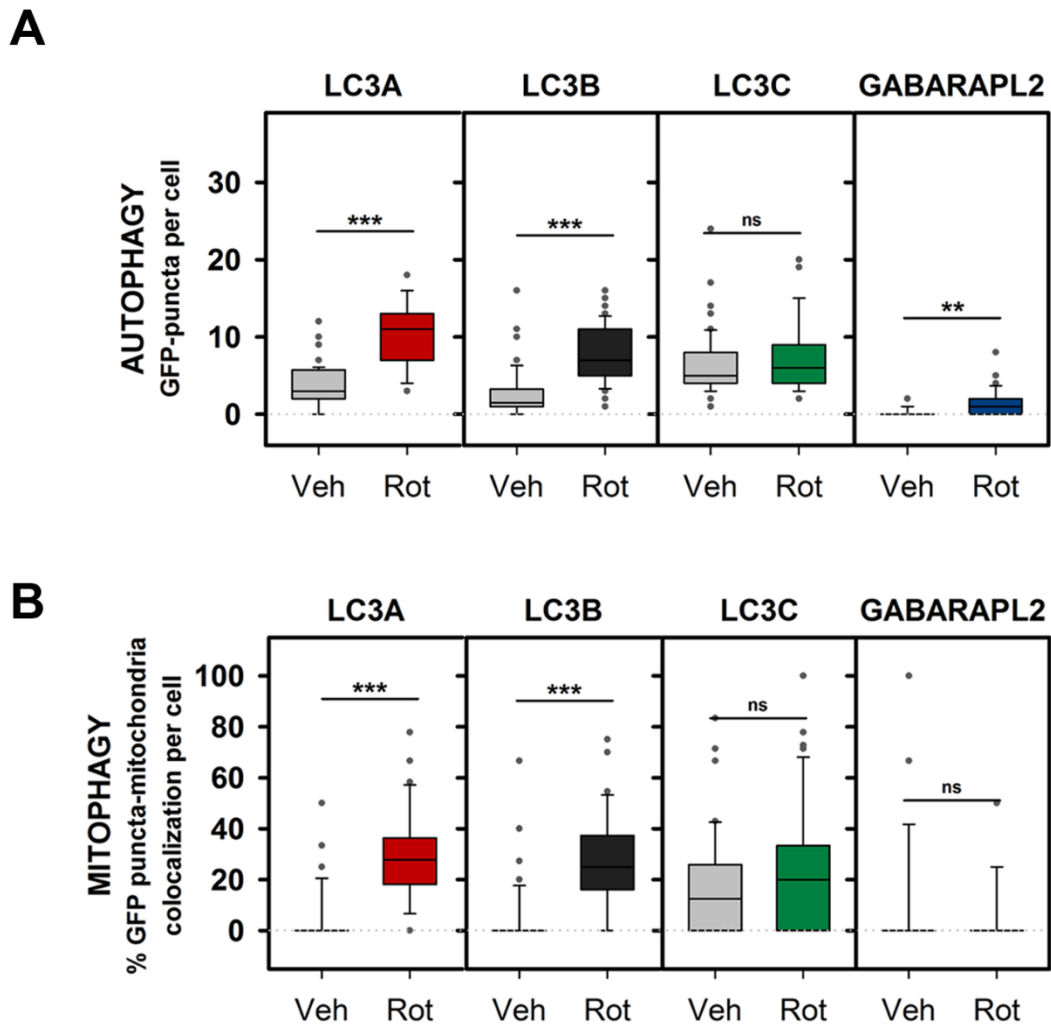 A
LC3A LC3B LC3C GABARAPL2
AUTOPHAGY
GFP-puncta per cell
30
20
10
0
*** *** ns **
Veh Rot Veh Rot Veh Rot Veh Rot
B
LC3A LC3B LC3C GABARAPL2
MITOPHAGY
% GFP puncta-mitochondria
colocalization per cell
100
80
60
40
20
0
*** *** ns ns
Veh Rot Veh Rot Veh Rot Veh Rot